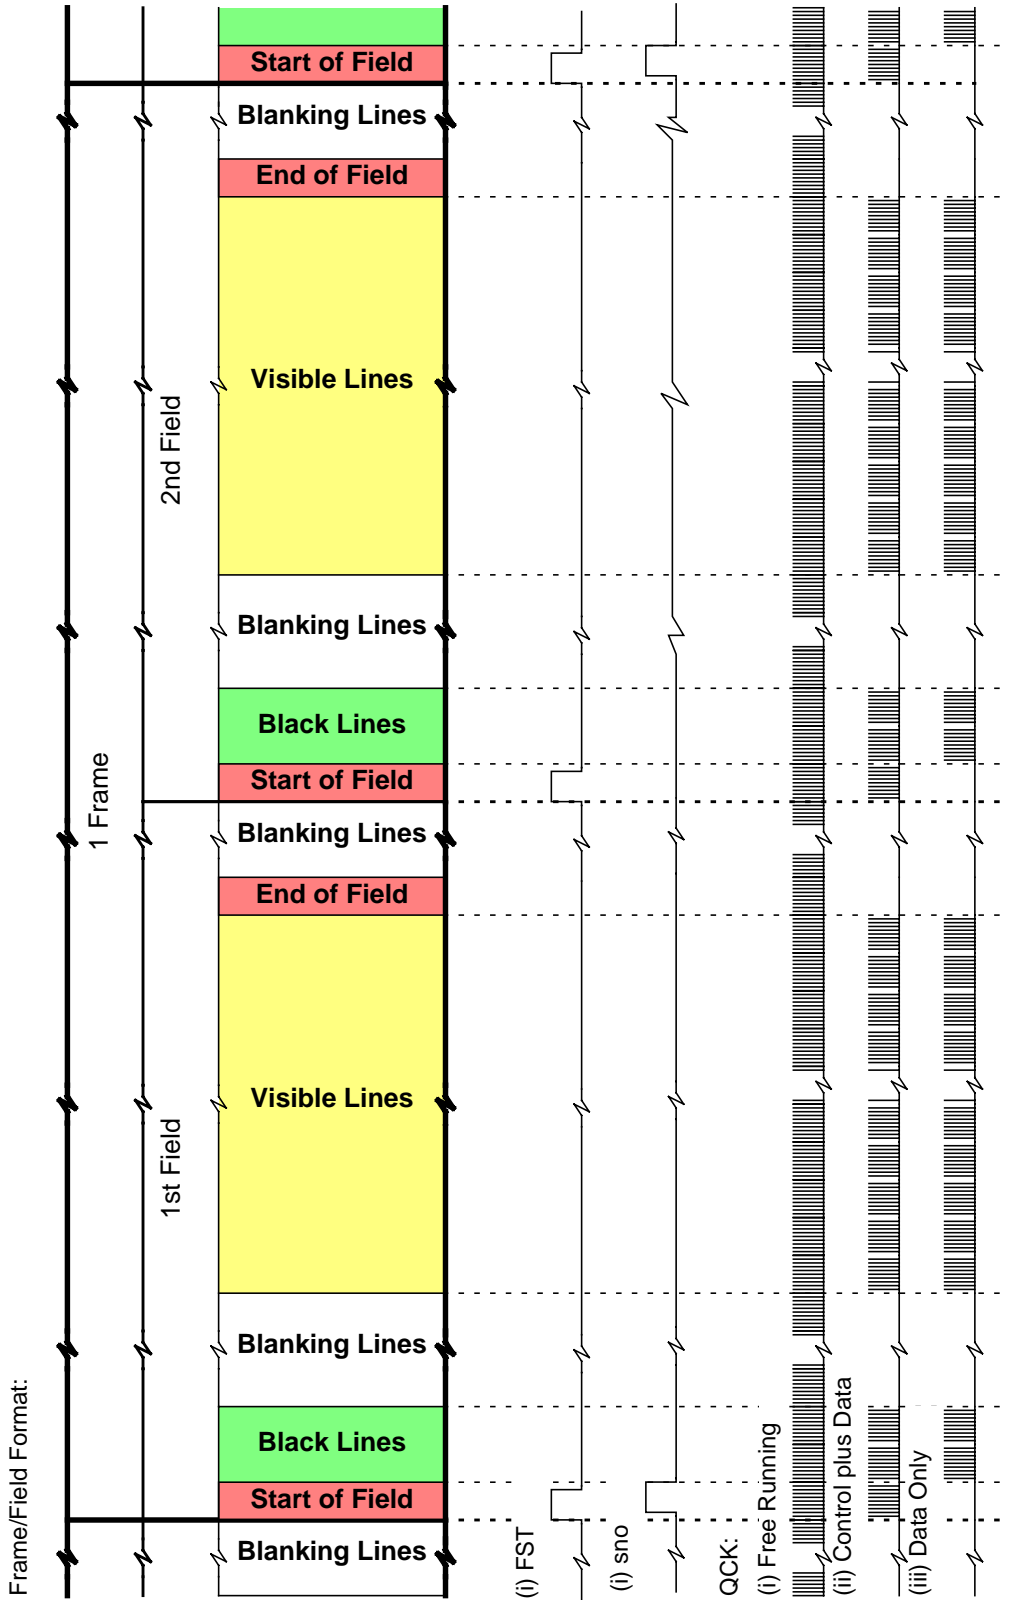 Start of Field
Blanking Lines
End of Field
Visible Lines
2nd Field
Blanking Lines
Black Lines
Start of Field
1 Frame
Blanking Lines
End of Field
Visible Lines
1st Field
Blanking Lines
Black Lines
Start of Field
Blanking Lines
Frame/Field Format:
(i) FST
(i) sno
QCK:
(i) Free Running
(ii) Control plus Data
(iii) Data Only